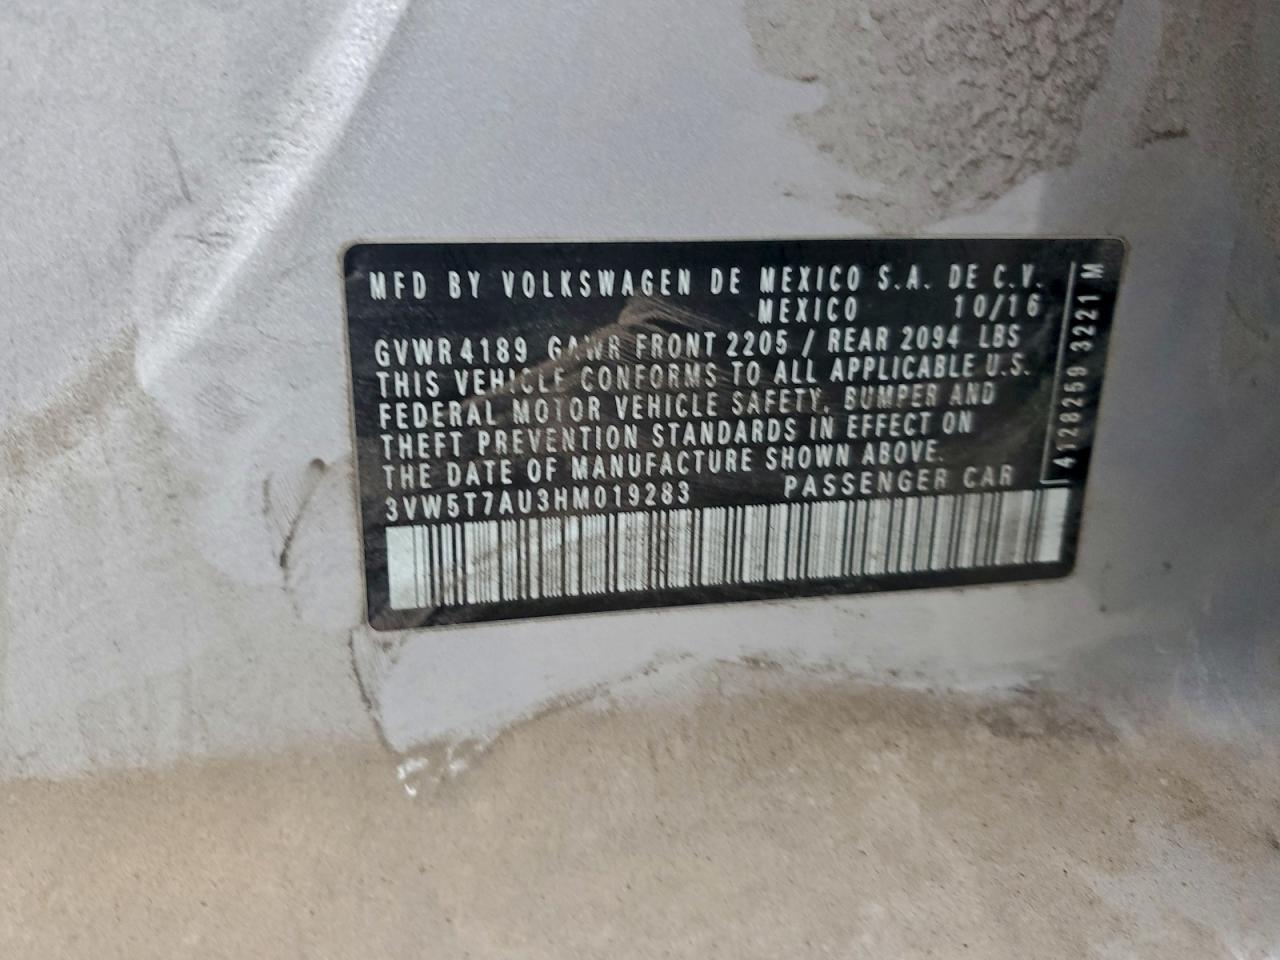 MFD BY VOLKSWAGEN DE MEXICO S.A. DE C.V.
MEXICO 10/16
GVWR 4189 GAWR FRONT 2205 / REAR 2094 LBS
THIS VEHICLE CONFORMS TO ALL APPLICABLE U.S.
FEDERAL MOTOR VEHICLE SAFETY, BUMPER AND
THEFT PREVENTION STANDARDS IN EFFECT ON
THE DATE OF MANUFACTURE SHOWN ABOVE.
3VW5T7AU3HM019283 PASSENGER CAR
4128259 3221 M